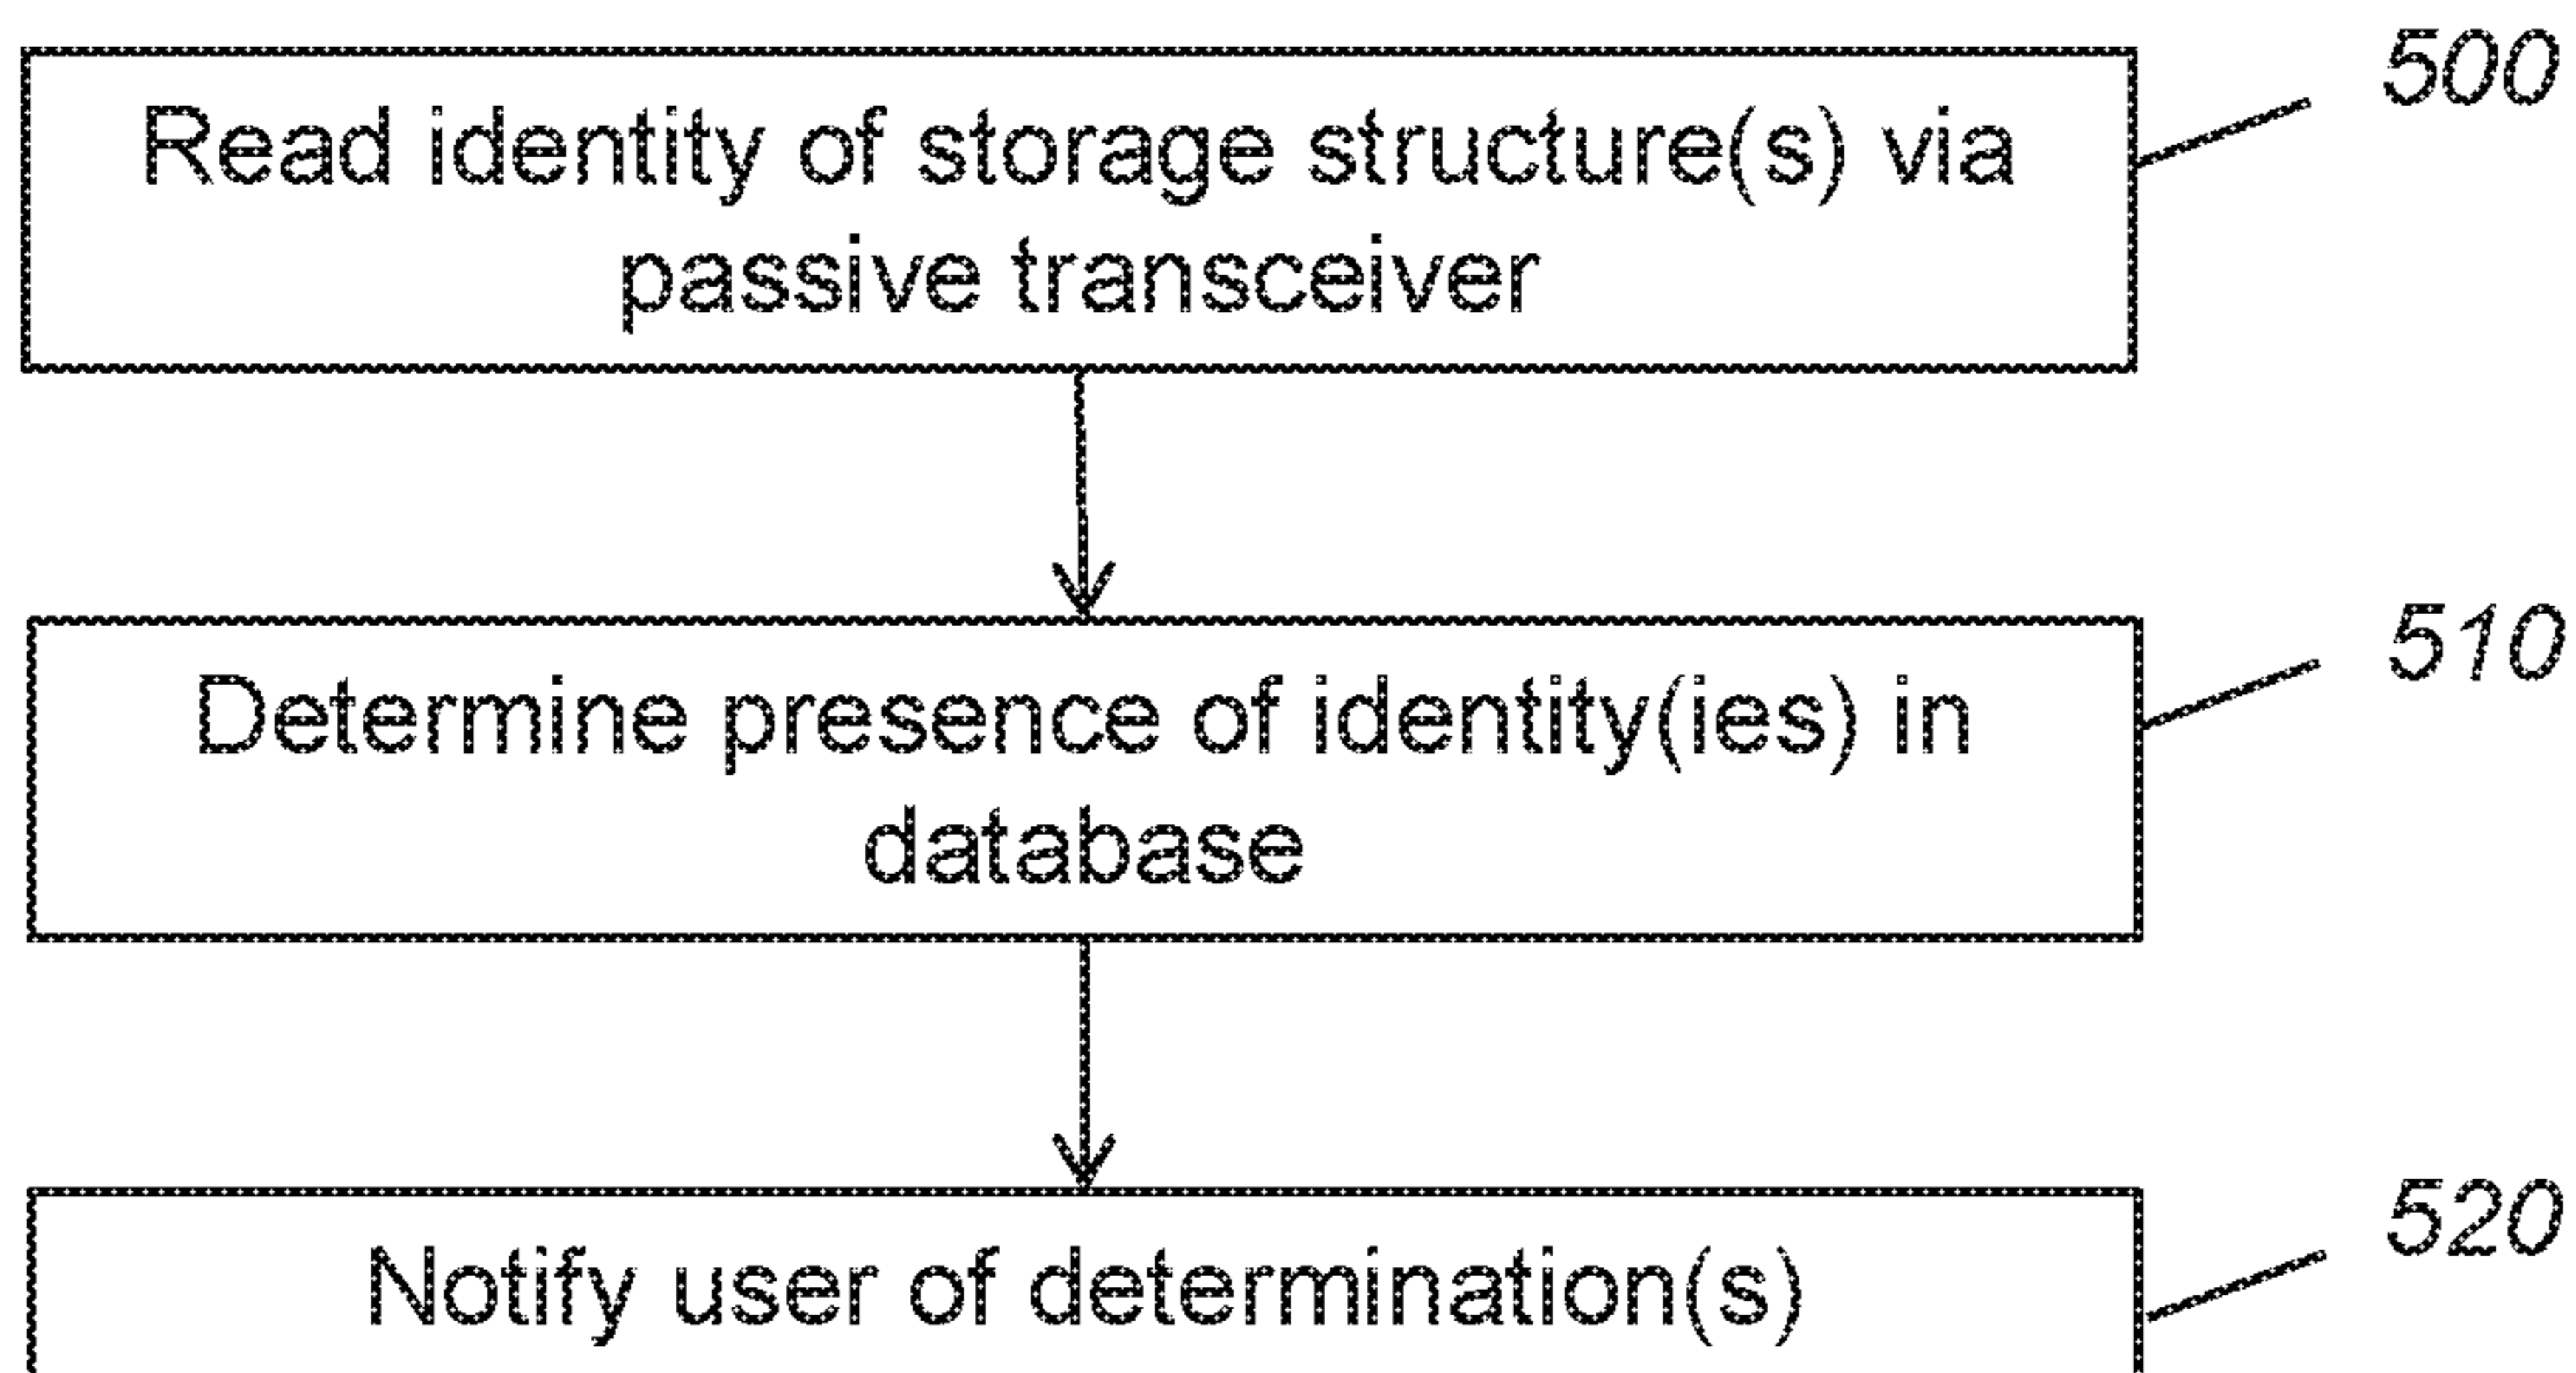 500
Read identity of storage structure(s) via
passive transceiver
510
Determine presence of identity(ies) in
database
520
Notify user of determination(s)